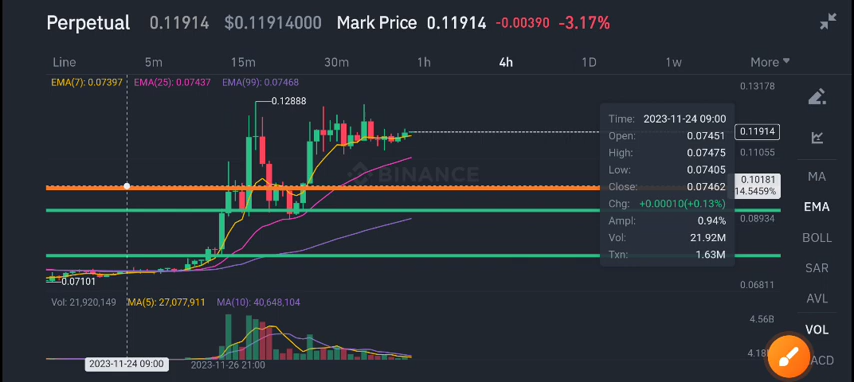 Perpetual 0.11914 $0.11914000 Mark Price 0.11914 -0.00390 -3.17%
Line 5m 15m 30m 1h 4h 1D 1w More
EMA(7): 0.07397 EMA(25): 0.07437 EMA(99): 0.07468
0.13178
0.12888
0.11914
0.11055
0.10181
14.5459%
0.08934
0.07101
0.06811
BINANCE
Time: 2023-11-24 09:00
Open: 0.07451
High: 0.07475
Low: 0.07405
Close: 0.07462
Chg: +0.00010(+0.13%)
Ampl: 0.94%
Vol: 21.92M
Txn: 1.63M
MA
EMA
BOLL
SAR
AVL
VOL
Vol: 21,920,149 MA(5): 27,077,911 MA(10): 40,648,104
4.56B
2023-11-24 09:00 2023-11-26 21:00